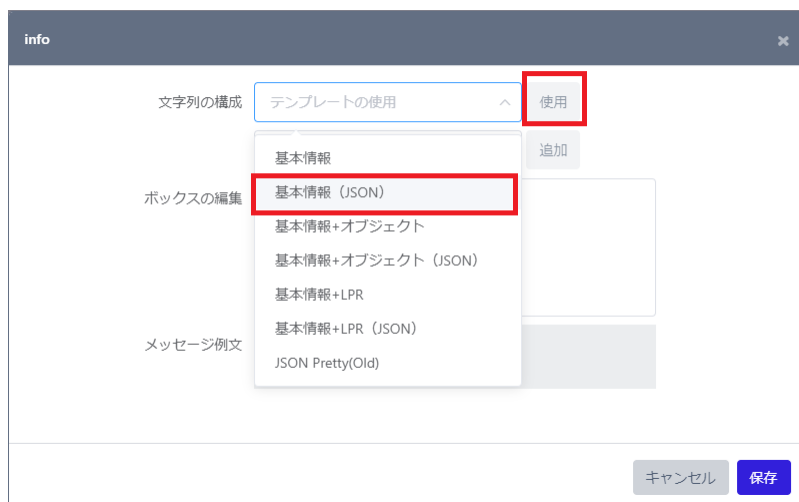 info
文字列の構成 テンプレートの使用 使用
追加
基本情報
ボックスの編集 基本情報（JSON）
基本情報+オブジェクト
基本情報+オブジェクト（JSON）
基本情報+LPR
基本情報+LPR（JSON）
メッセージ例文
JSON Pretty(Old)
キャンセル 保存